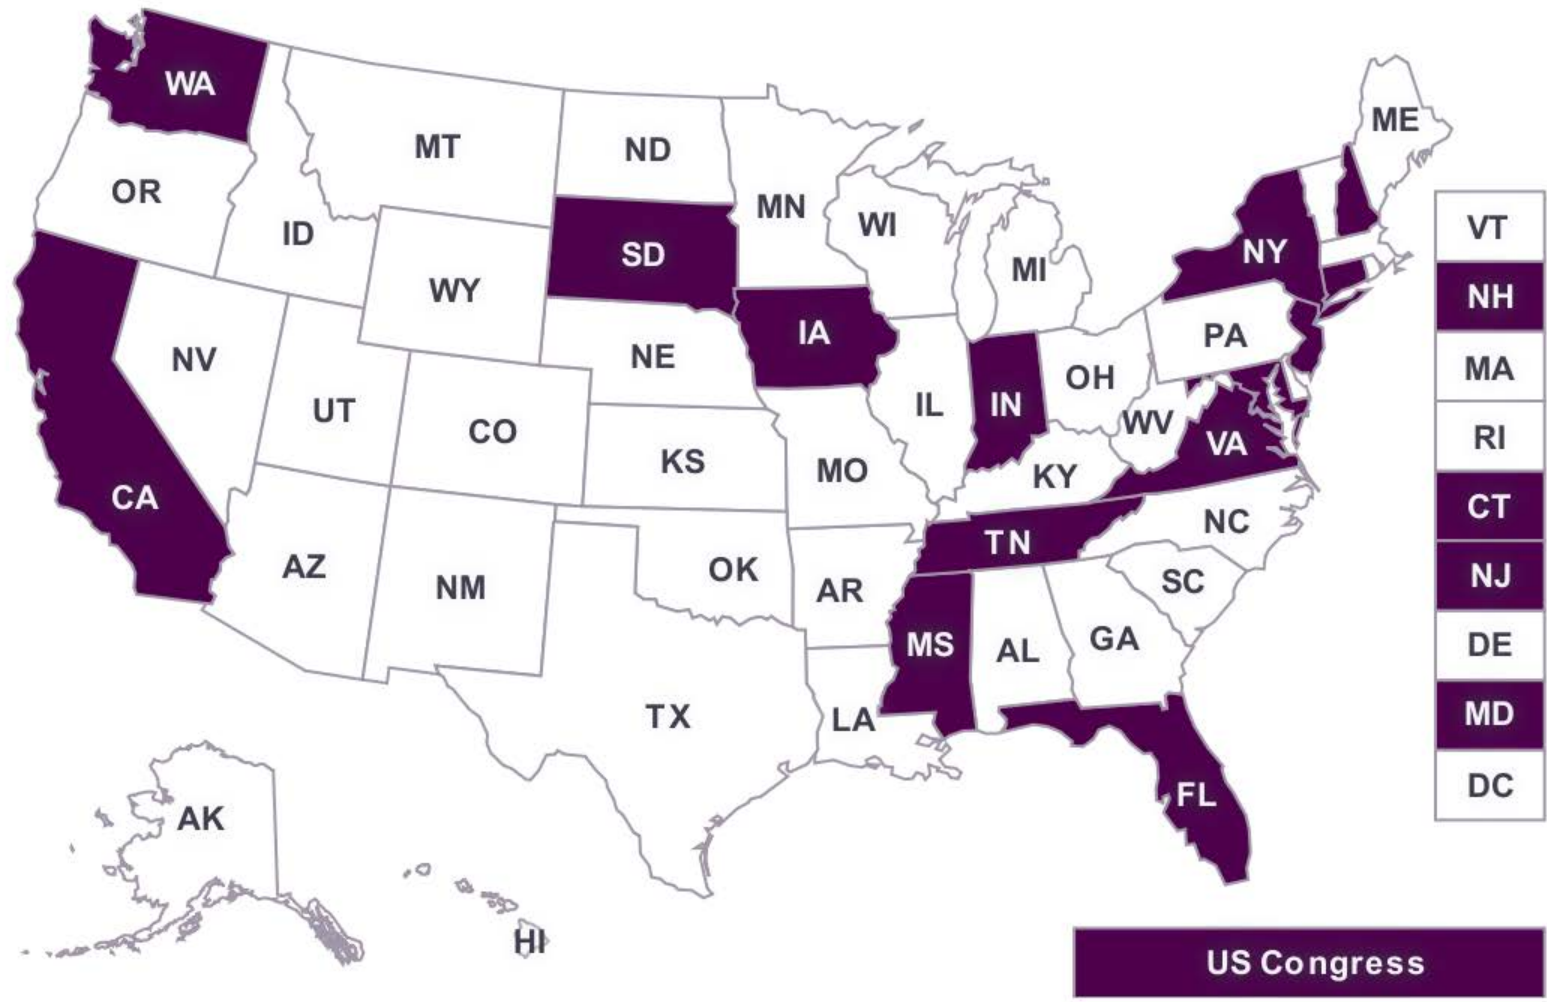 WA
MT
ND
ME
OR
MN
ID
WI
VT
SD
NY
WY
MI
NH
IA
PA
NV
NE
MA
OH
UT
IL
IN
WV
CO
VA
RI
KS
MO
KY
CA
CT
NC
TN
AZ
OK
NJ
NM
AR
SC
MS
AL
GA
DE
TX
LA
MD
FL
DC
AK
HI
US Congress